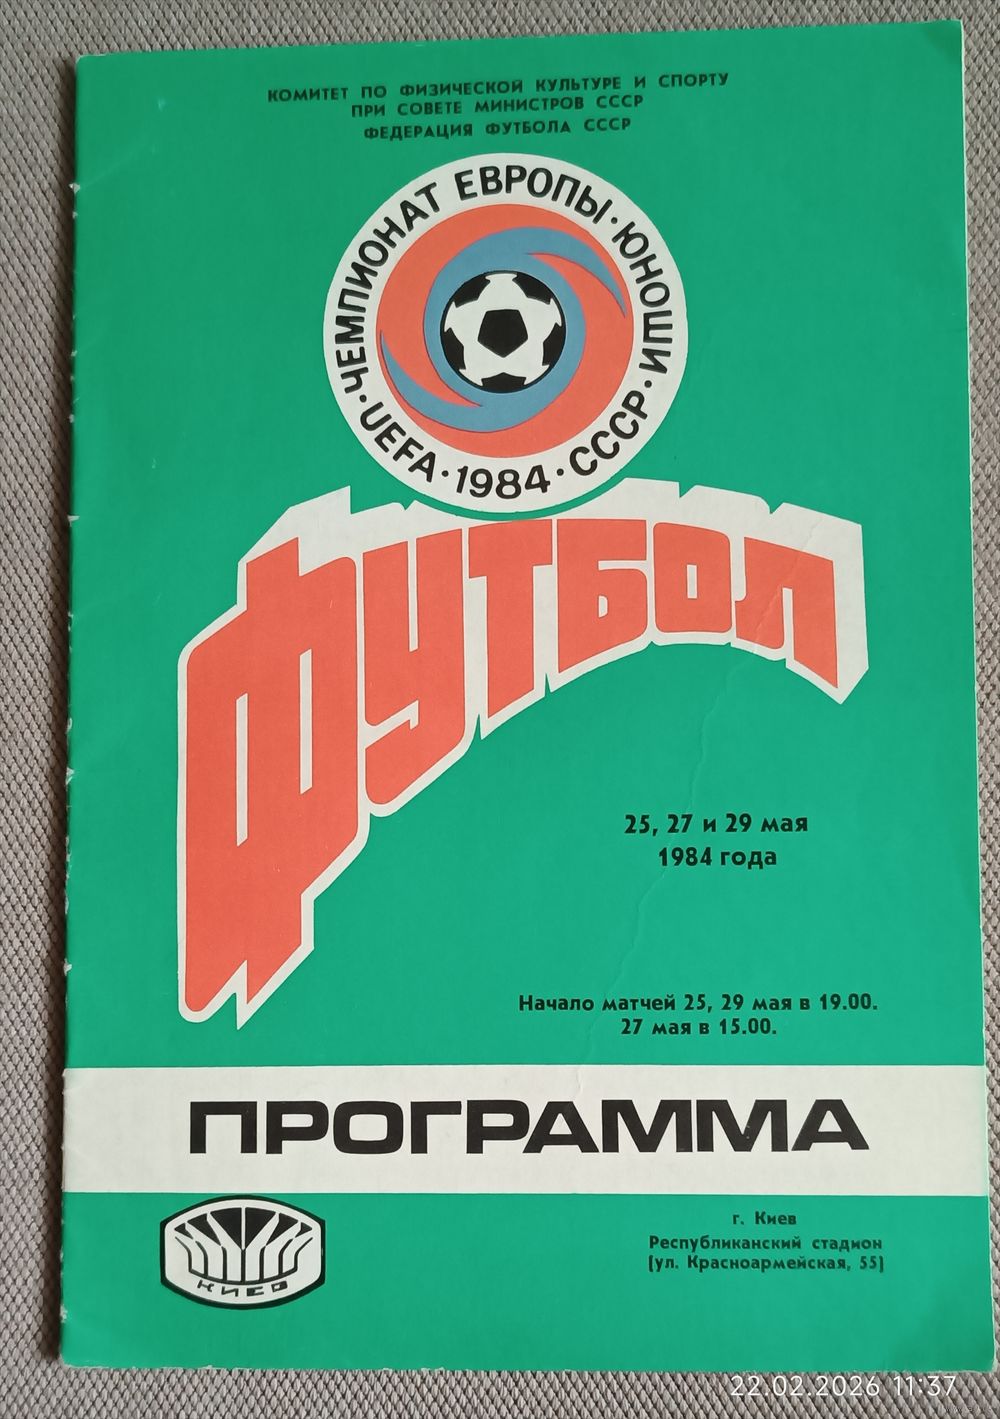 КОМИТЕТ ПО ФИЗИЧЕСКОЙ КУЛЬТУРЕ И СПОРТУ
ПРИ СОВЕТЕ МИНИСТРОВ СССР
ФЕДЕРАЦИЯ ФУТБОЛА СССР
ЧЕМПИОНАТ ЕВРОПЫ · ЮНОШИ ·
UEFA · 1984 · СССР
ФУТБОЛ
25, 27 и 29 мая
1984 года
Начало матчей 25, 29 мая в 19.00.
27 мая в 15.00.
ПРОГРАММА
КИЕВ
г. Киев
Республиканский стадион
(ул. Красноармейская, 55)
22.02.2026 11:37